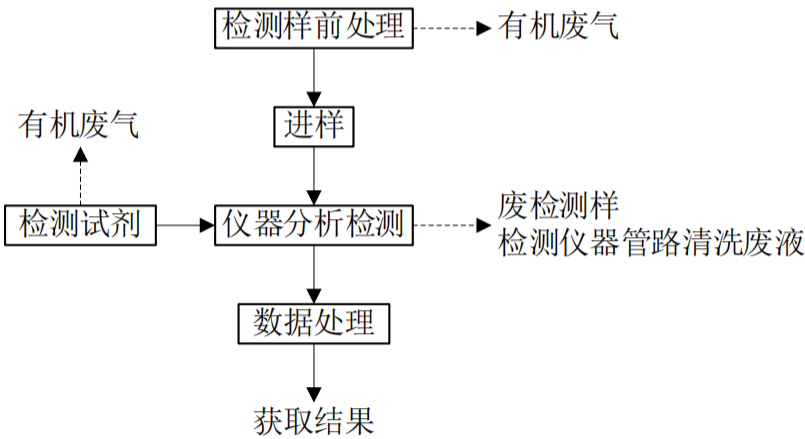 检测样前处理
有机废气
进样
有机废气
检测试剂
仪器分析检测
废检测样
检测仪器管路清洗废液
数据处理
获取结果